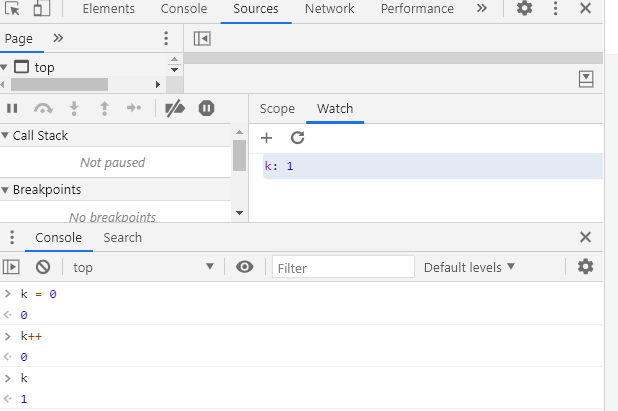 Elements Console Sources Network Performance »
Page »
top
Scope Watch
Call Stack
Not paused
k: 1
Breakpoints
No breakpoints
Console Search
top Filter Default levels
> k = 0
0
> k++
0
> k
1